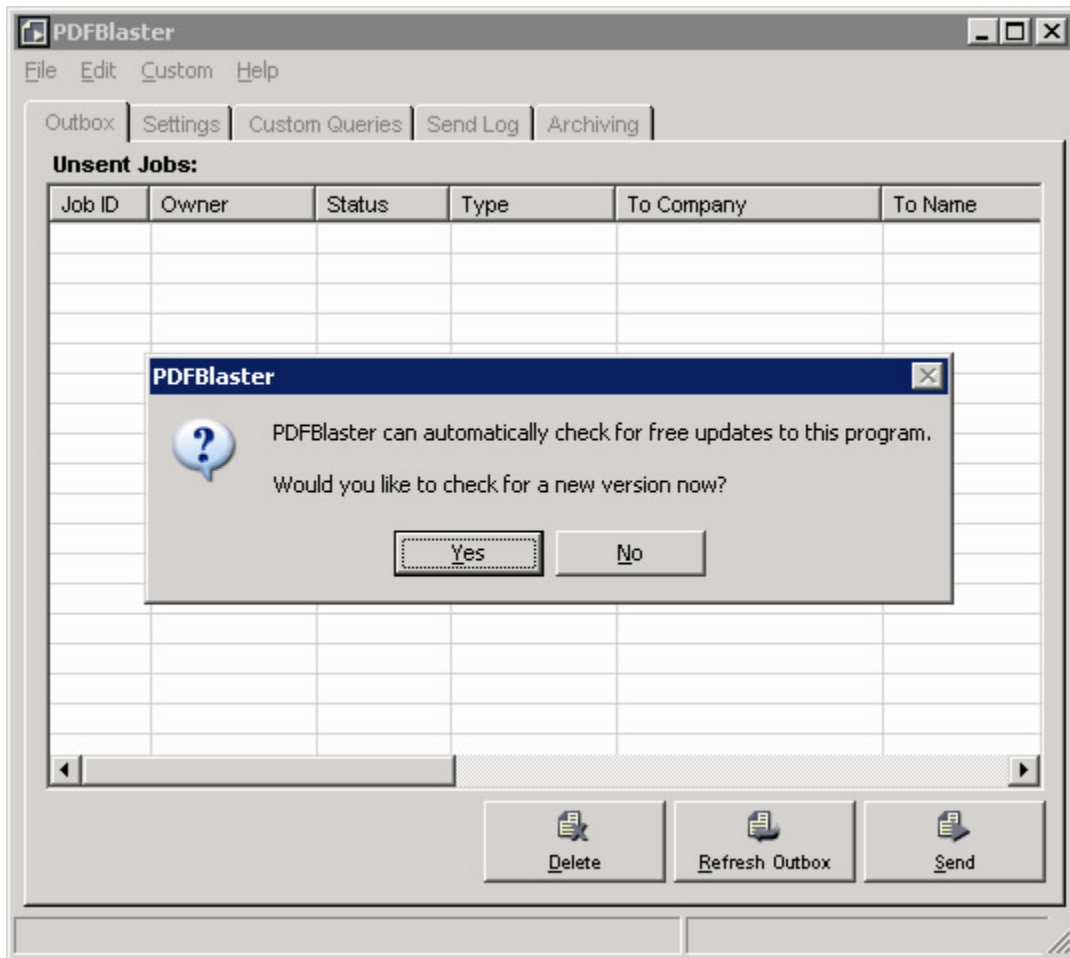 PDFBlaster
File Edit Custom Help
Outbox Settings Custom Queries Send Log Archiving
Unsent Jobs:
Job ID Owner Status Type To Company To Name
PDFBlaster
PDFBlaster can automatically check for free updates to this program.
Would you like to check for a new version now?
Yes No
Delete Refresh Outbox Send